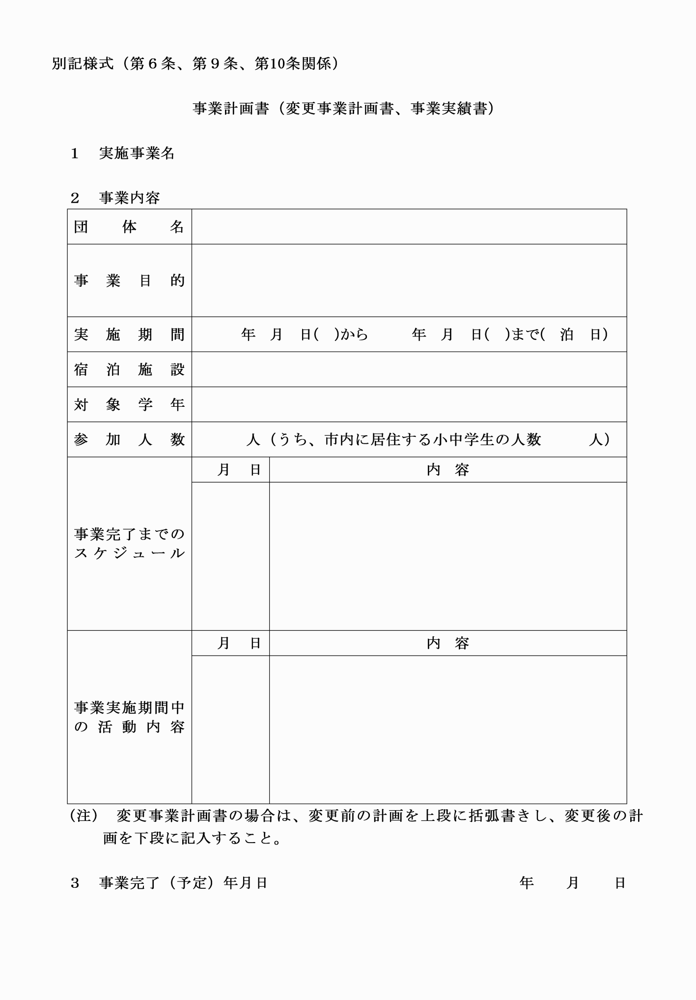 別記様式（第６条、第９条、第10条関係）
事業計画書（変更事業計画書、事業実績書）
１　実施事業名
２　事業内容
団体名
事業目的
実施期間　年　月　日(　)から　年　月　日(　)まで(　泊　日)
宿泊施設
対象学年
参加人数　人（うち、市内に居住する小中学生の人数　人）
月　日　内　容
事業完了までの
スケジュール
月　日　内　容
事業実施期間中
の活動内容
（注）　変更事業計画書の場合は、変更前の計画を上段に括弧書きし、変更後の計
画を下段に記入すること。
３　事業完了（予定）年月日　年　月　日